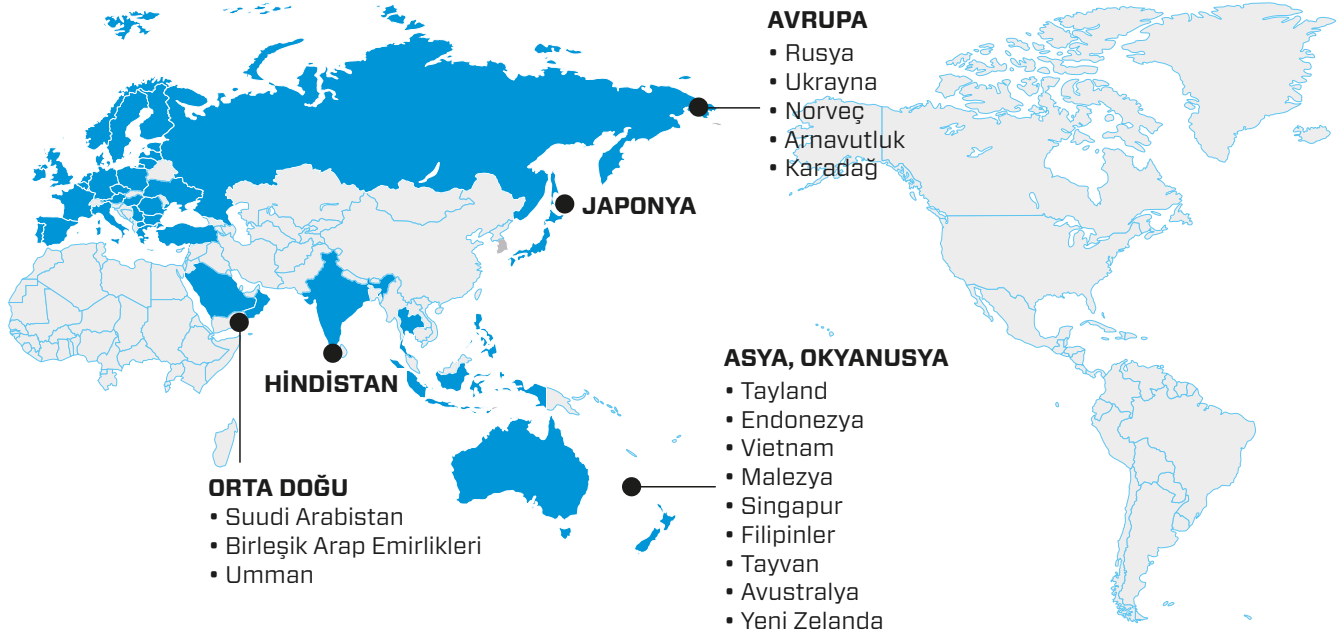 AVRUPA
• Rusya
• Ukrayna
• Norveç
• Arnavutluk
• Karadağ
JAPONYA
HİNDİSTAN
ASYA, OKYANUSYA
• Tayland
• Endonezya
• Vietnam
• Malezya
• Singapur
• Filipinler
• Tayvan
• Avustralya
• Yeni Zelanda
ORTA DOĞU
• Suudi Arabistan
• Birleşik Arap Emirlikleri
• Umman